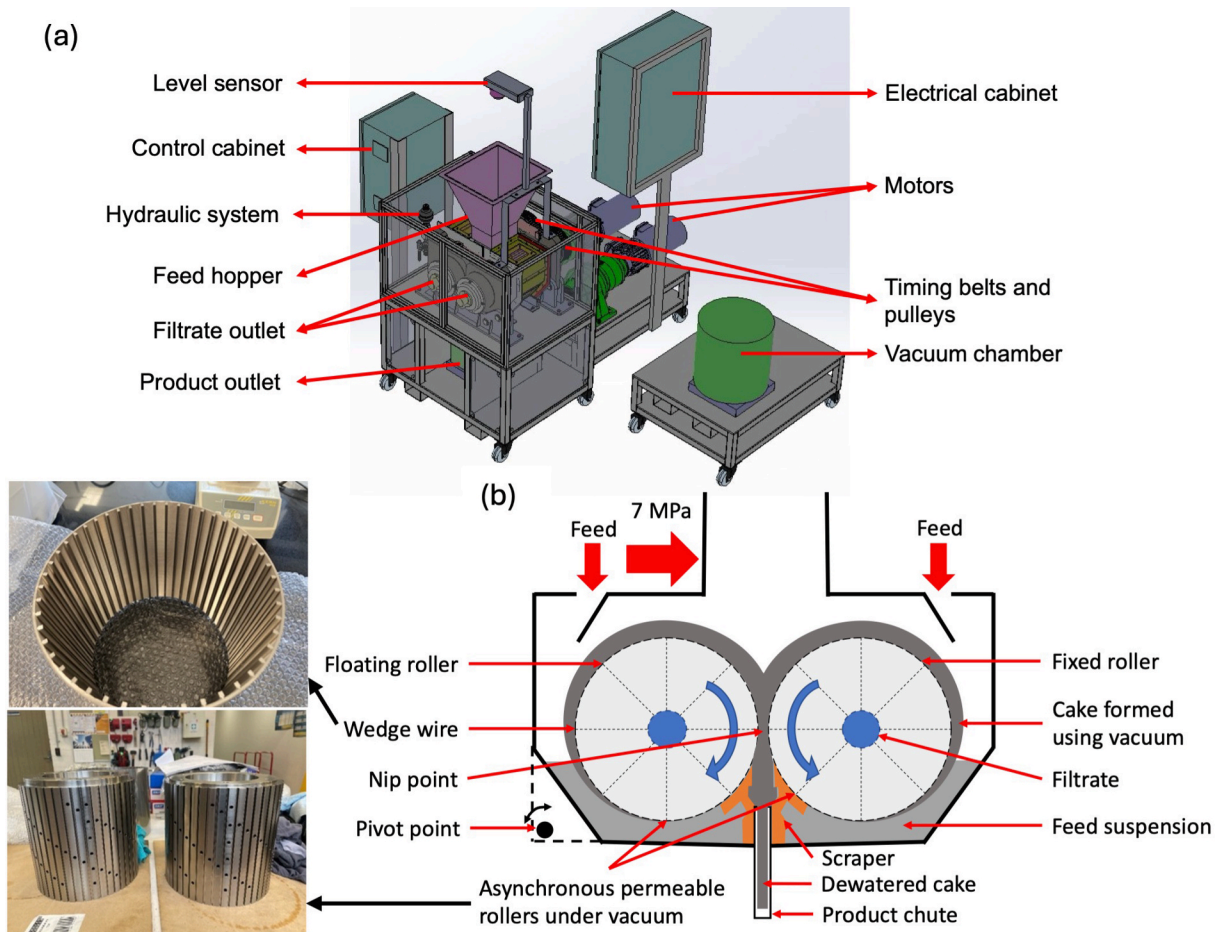 (a)
Level sensor
Control cabinet
Hydraulic system
Feed hopper
Filtrate outlet
Product outlet
Electrical cabinet
Motors
Timing belts and
pulleys
Vacuum chamber
(b)
7 MPa
Feed
Feed
Floating roller
Wedge wire
Nip point
Pivot point
Asynchronous permeable
rollers under vacuum
Fixed roller
Cake formed
using vacuum
Filtrate
Feed suspension
Scraper
Dewatered cake
Product chute